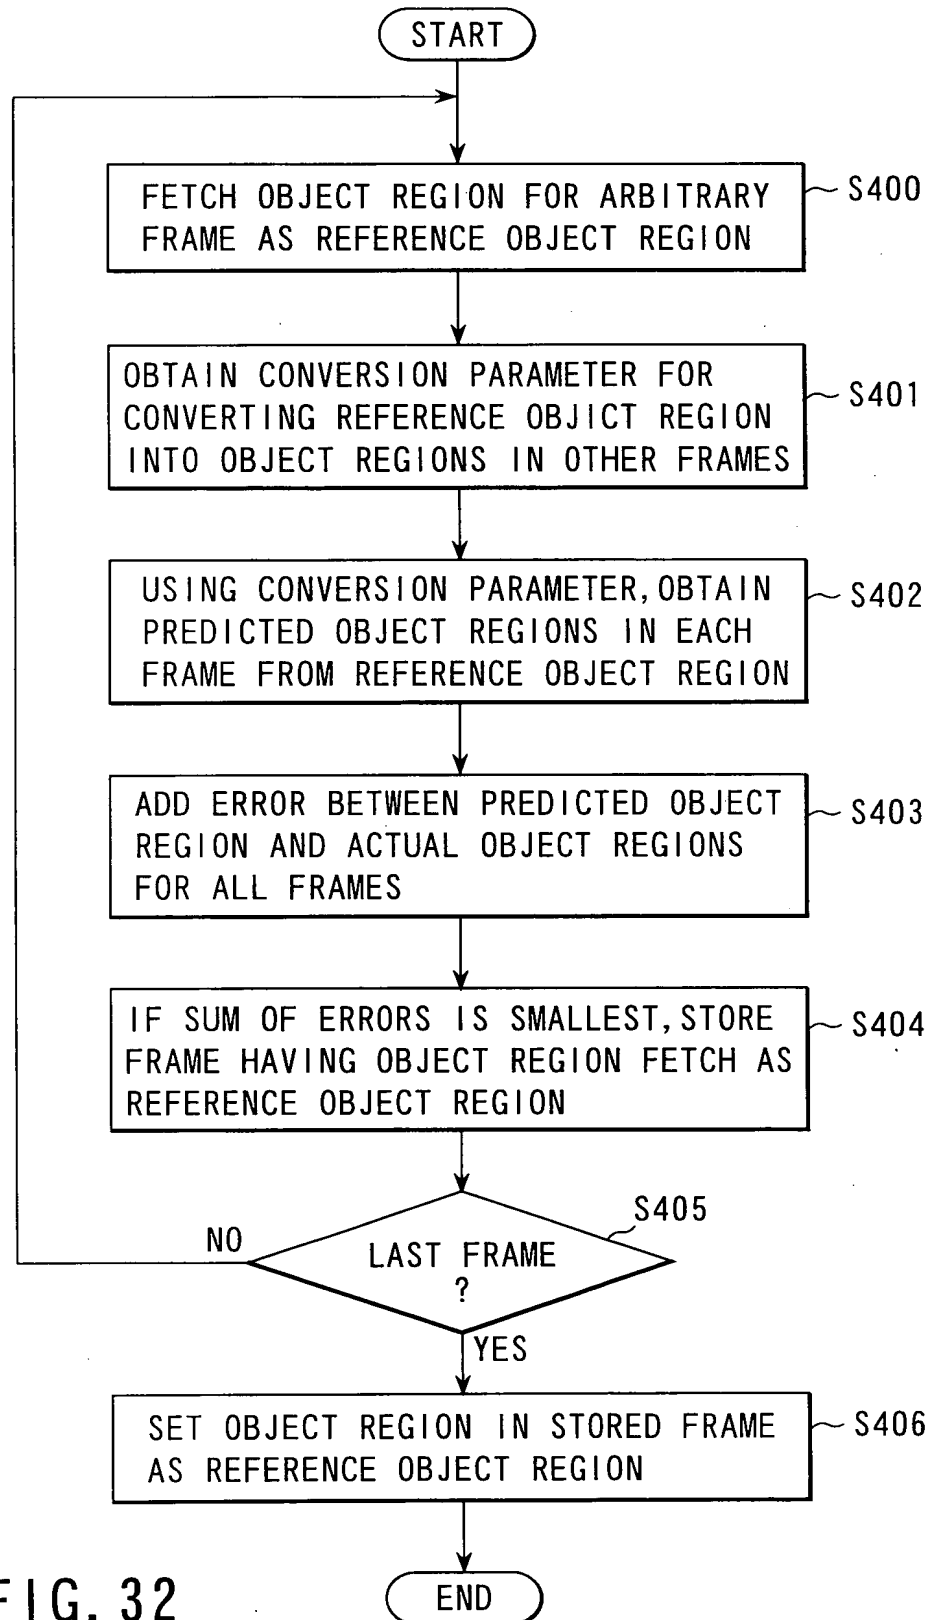 START
FETCH OBJECT REGION FOR ARBITRARY
FRAME AS REFERENCE OBJECT REGION
S400
OBTAIN CONVERSION PARAMETER FOR
CONVERTING REFERENCE OBJICT REGION
INTO OBJECT REGIONS IN OTHER FRAMES
S401
USING CONVERSION PARAMETER, OBTAIN
PREDICTED OBJECT REGIONS IN EACH
FRAME FROM REFERENCE OBJECT REGION
S402
ADD ERROR BETWEEN PREDICTED OBJECT
REGION AND ACTUAL OBJECT REGIONS
FOR ALL FRAMES
S403
IF SUM OF ERRORS IS SMALLEST, STORE
FRAME HAVING OBJECT REGION FETCH AS
REFERENCE OBJECT REGION
S404
S405
NO
LAST FRAME
?
YES
SET OBJECT REGION IN STORED FRAME
AS REFERENCE OBJECT REGION
S406
END
FIG. 32